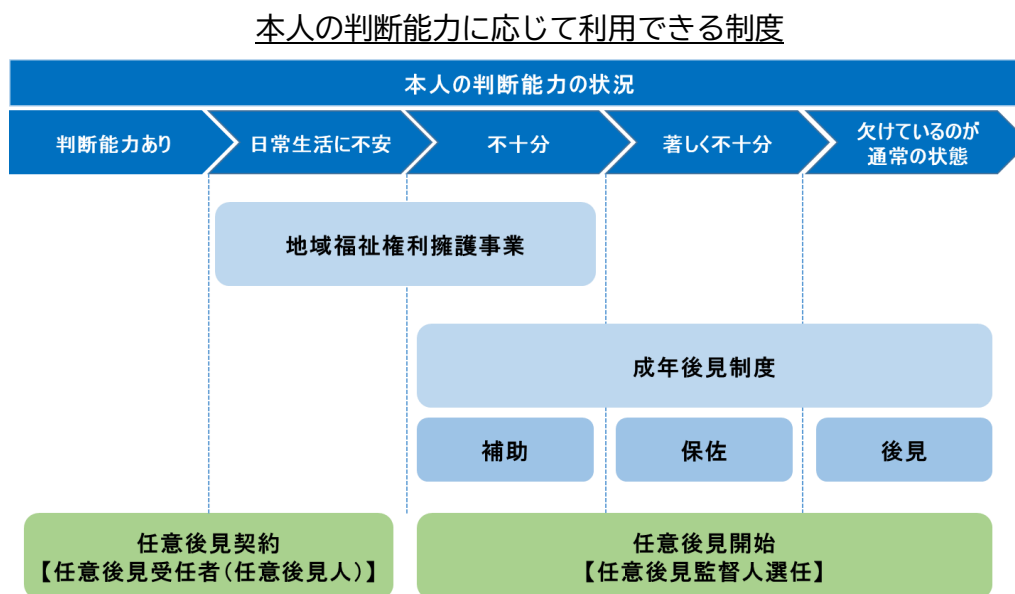 本人の判断能力に応じて利用できる制度
本人の判断能力の状況
判断能力あり
日常生活に不安
不十分
著しく不十分
欠けているのが
通常の状態
地域福祉権利擁護事業
成年後見制度
補助
保佐
後見
任意後見契約
【任意後見受任者(任意後見人)】
任意後見開始
【任意後見監督人選任】